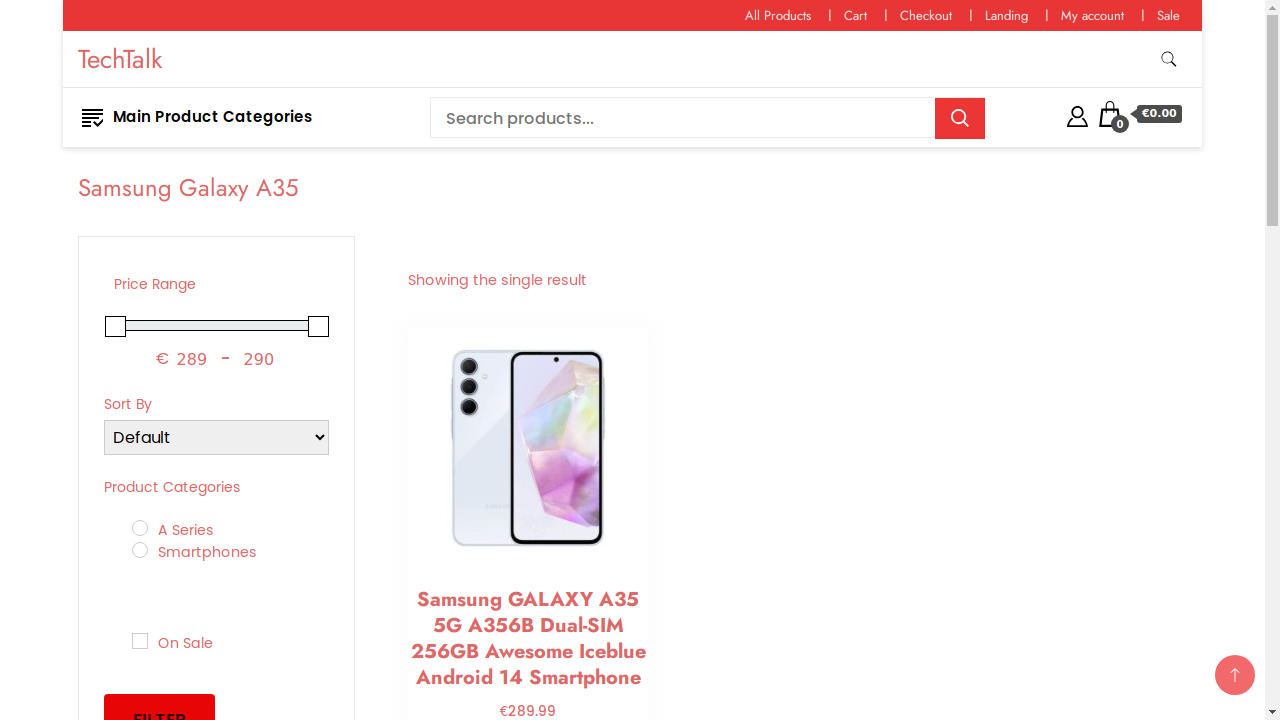 All Products | Cart | Checkout | Landing | My account | Sale
TechTalk
Main Product Categories
Search products...
0
€0.00
Samsung Galaxy A35
Price Range
€ 289 - 290
Sort By
Default
Product Categories
A Series
Smartphones
On Sale
FILTER
Showing the single result
Samsung GALAXY A35
5G A356B Dual-SIM
256GB Awesome Iceblue
Android 14 Smartphone
€289.99